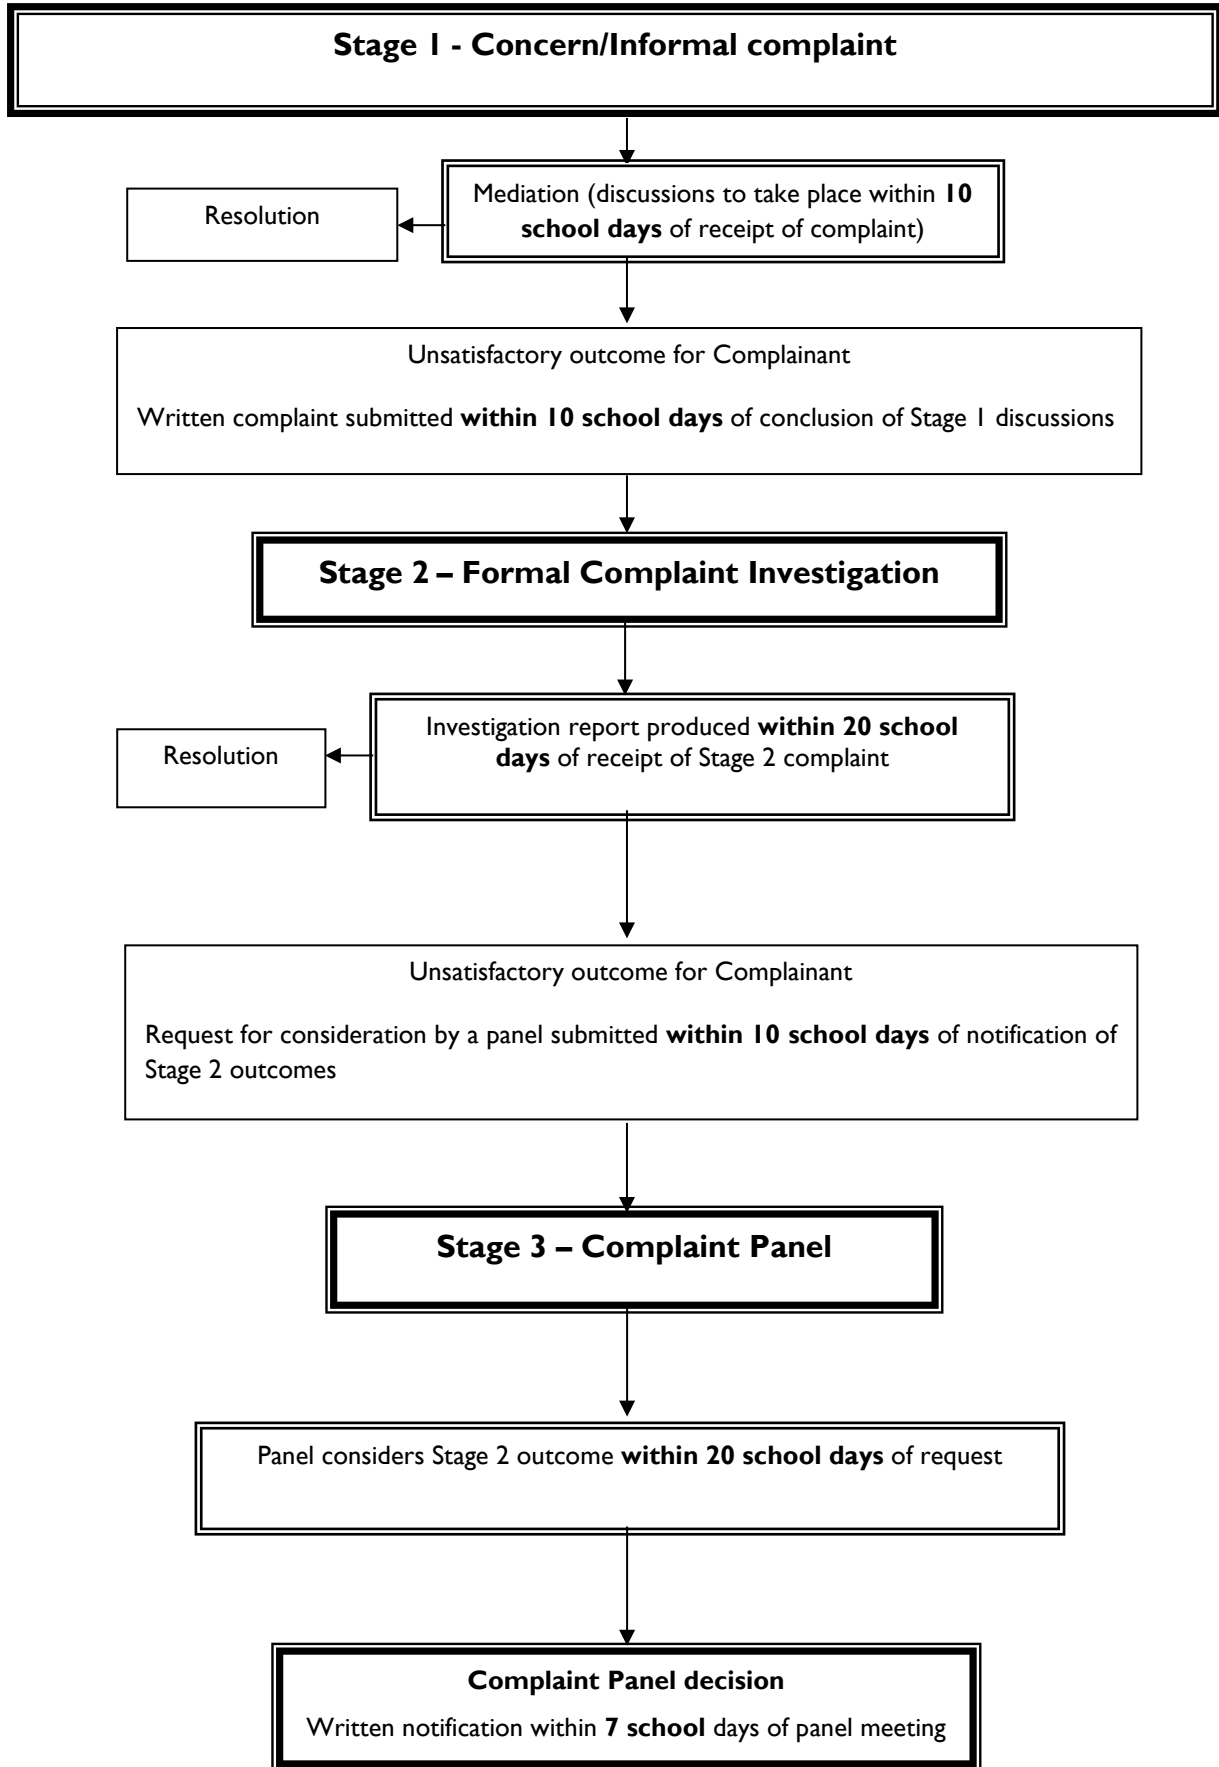 Stage 1 - Concern/Informal complaint
Mediation (discussions to take place within 10
school days of receipt of complaint)
Resolution
Unsatisfactory outcome for Complainant
Written complaint submitted within 10 school days of conclusion of Stage 1 discussions
Stage 2 – Formal Complaint Investigation
Investigation report produced within 20 school
days of receipt of Stage 2 complaint
Resolution
Unsatisfactory outcome for Complainant
Request for consideration by a panel submitted within 10 school days of notification of
Stage 2 outcomes
Stage 3 – Complaint Panel
Panel considers Stage 2 outcome within 20 school days of request
Complaint Panel decision
Written notification within 7 school days of panel meeting